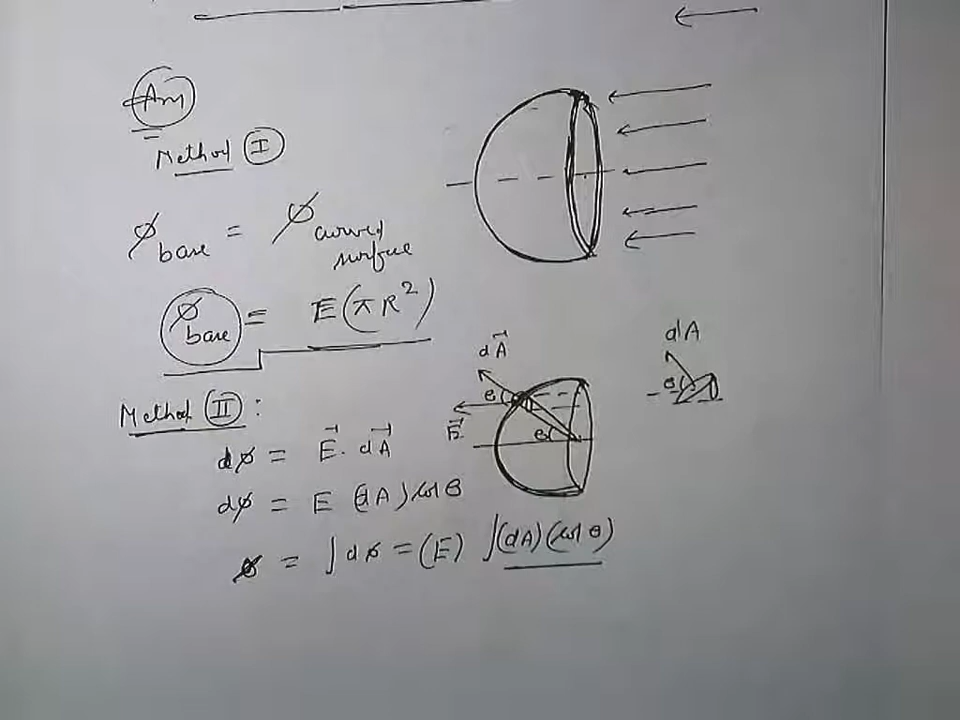 Ans
Method I
ϕ base = ϕ curved surface
ϕ base = E(πR²)
dA⃗
dA
θ
θ
E⃗
θ
Method II :
dϕ = E⃗ · dA⃗
dϕ = E (dA) cos θ
ϕ = ∫dϕ = (E) ∫(dA)(cos θ)